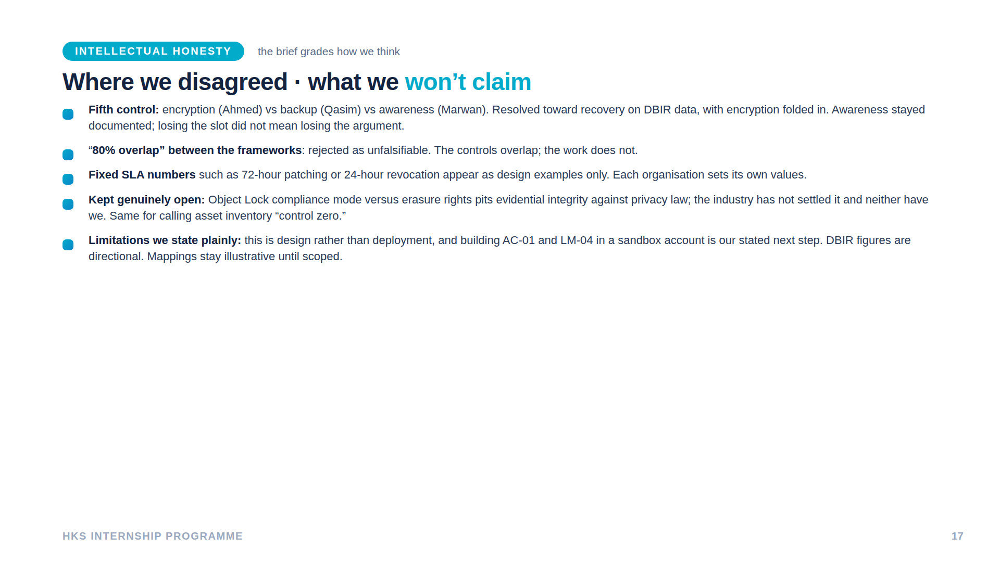 INTELLECTUAL HONESTY the brief grades how we think
Where we disagreed · what we won’t claim
Fifth control: encryption (Ahmed) vs backup (Qasim) vs awareness (Marwan). Resolved toward recovery on DBIR data, with encryption folded in. Awareness stayed
documented; losing the slot did not mean losing the argument.
“80% overlap” between the frameworks: rejected as unfalsifiable. The controls overlap; the work does not.
Fixed SLA numbers such as 72-hour patching or 24-hour revocation appear as design examples only. Each organisation sets its own values.
Kept genuinely open: Object Lock compliance mode versus erasure rights pits evidential integrity against privacy law; the industry has not settled it and neither have
we. Same for calling asset inventory “control zero.”
Limitations we state plainly: this is design rather than deployment, and building AC-01 and LM-04 in a sandbox account is our stated next step. DBIR figures are
directional. Mappings stay illustrative until scoped.
HKS INTERNSHIP PROGRAMME 17